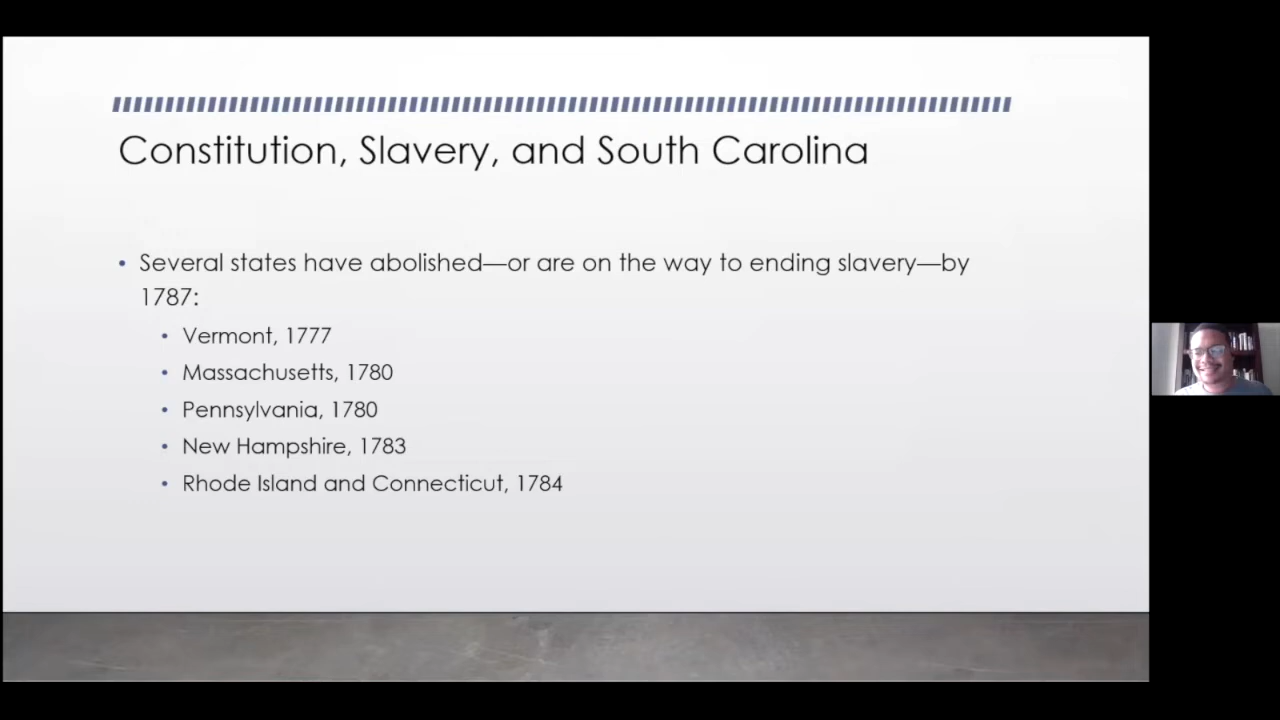 Constitution, Slavery, and South Carolina
• Several states have abolished—or are on the way to ending slavery—by
1787:
• Vermont, 1777
• Massachusetts, 1780
• Pennsylvania, 1780
• New Hampshire, 1783
• Rhode Island and Connecticut, 1784